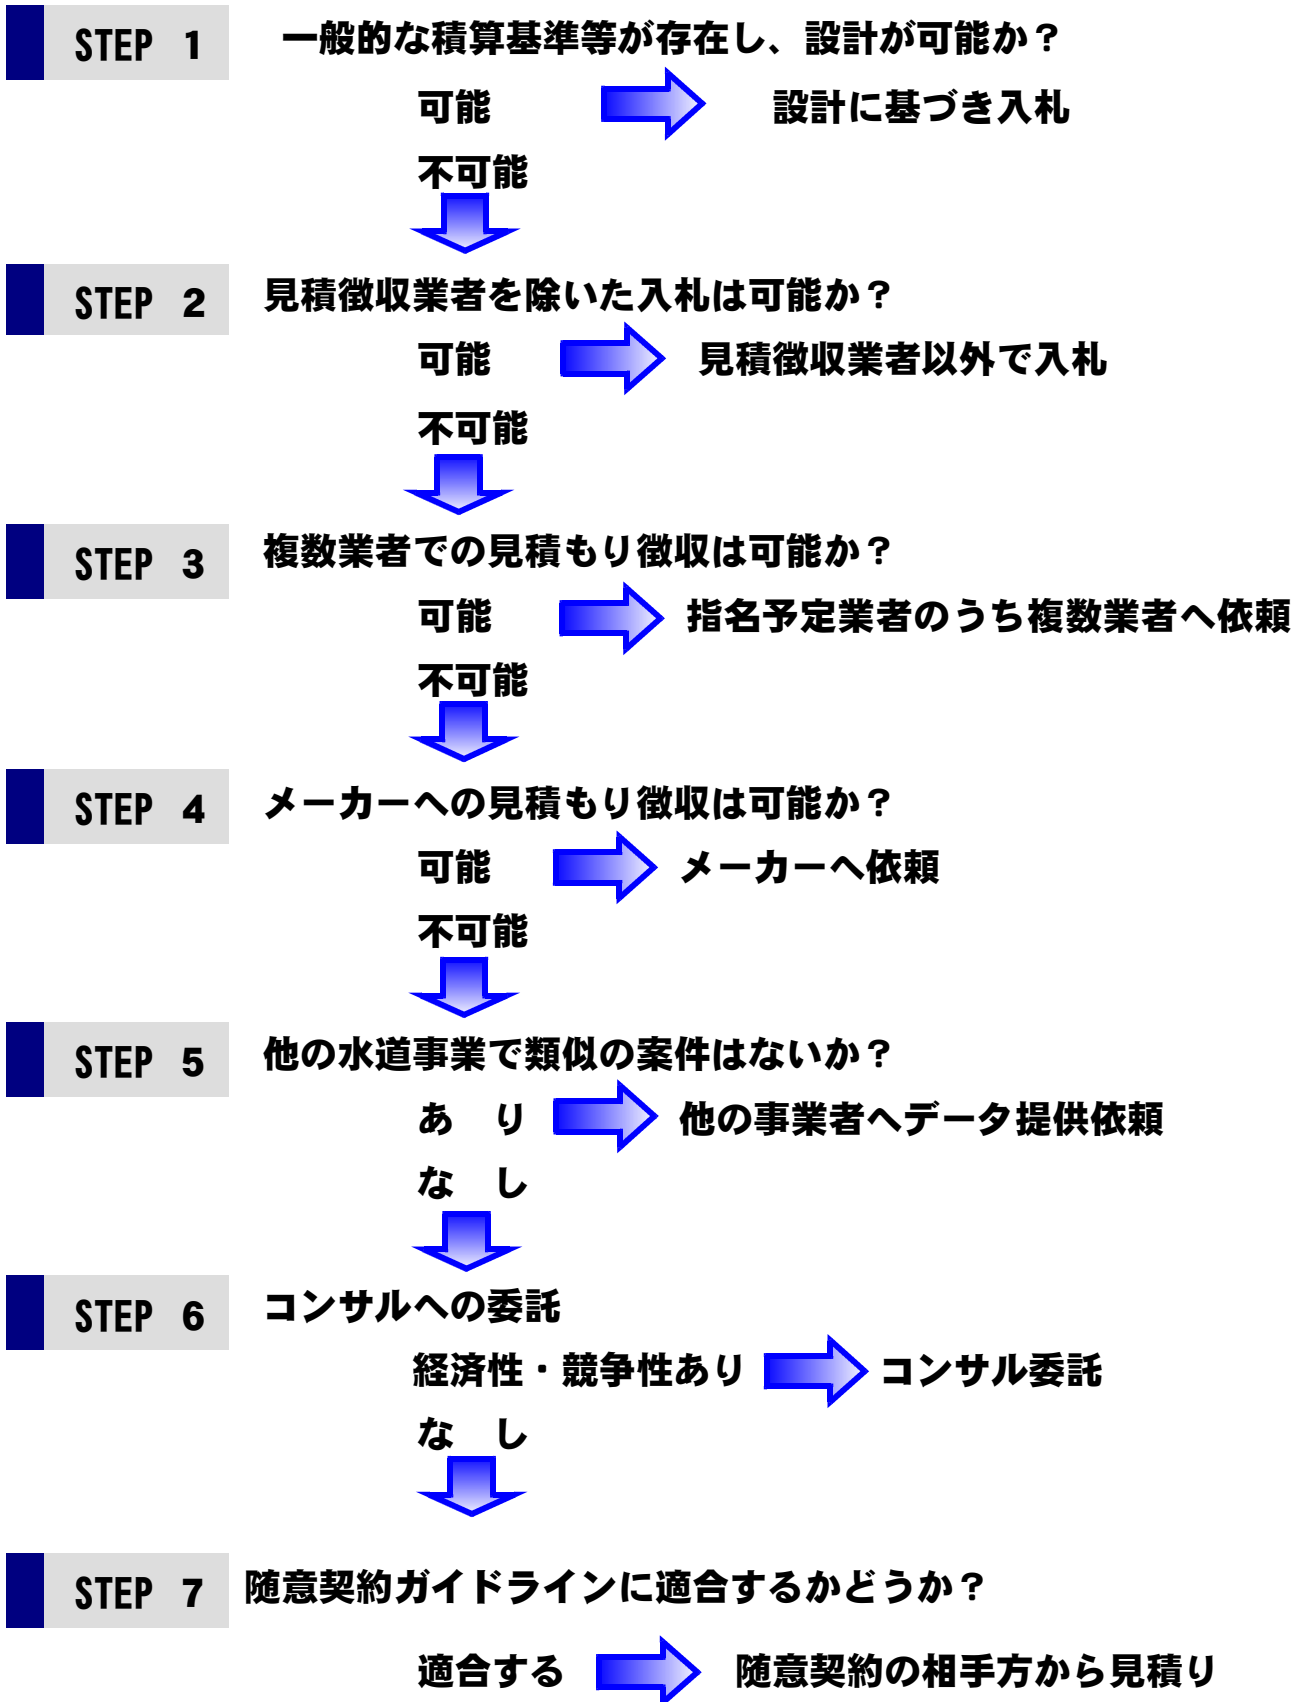 STEP 1 一般的な積算基準等が存在し、設計が可能か？
可能 設計に基づき入札
不可能
STEP 2 見積徴収業者を除いた入札は可能か？
可能 見積徴収業者以外で入札
不可能
STEP 3 複数業者での見積もり徴収は可能か？
可能 指名予定業者のうち複数業者へ依頼
不可能
STEP 4 メーカーへの見積もり徴収は可能か？
可能 メーカーへ依頼
不可能
STEP 5 他の水道事業で類似の案件はないか？
あ り 他の事業者へデータ提供依頼
な し
STEP 6 コンサルへの委託
経済性・競争性あり コンサル委託
な し
STEP 7 随意契約ガイドラインに適合するかどうか？
適合する 随意契約の相手方から見積り